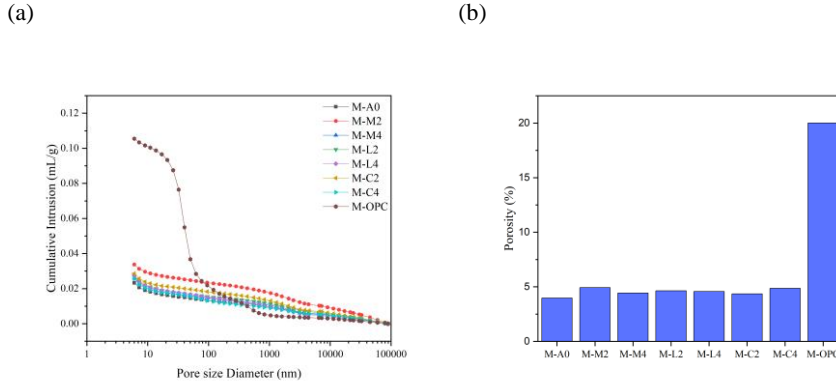 (a)
(b)
Cumulative Intrusion (mL/g)
0.12
0.10
0.08
0.06
0.04
0.02
0.00
1
10
100
1000
10000
100000
Pore size Diameter (nm)
M-A0
M-M2
M-M4
M-L2
M-L4
M-C2
M-C4
M-OPC
Porosity (%)
20
15
10
5
0
M-A0
M-M2
M-M4
M-L2
M-L4
M-C2
M-C4
M-OPC